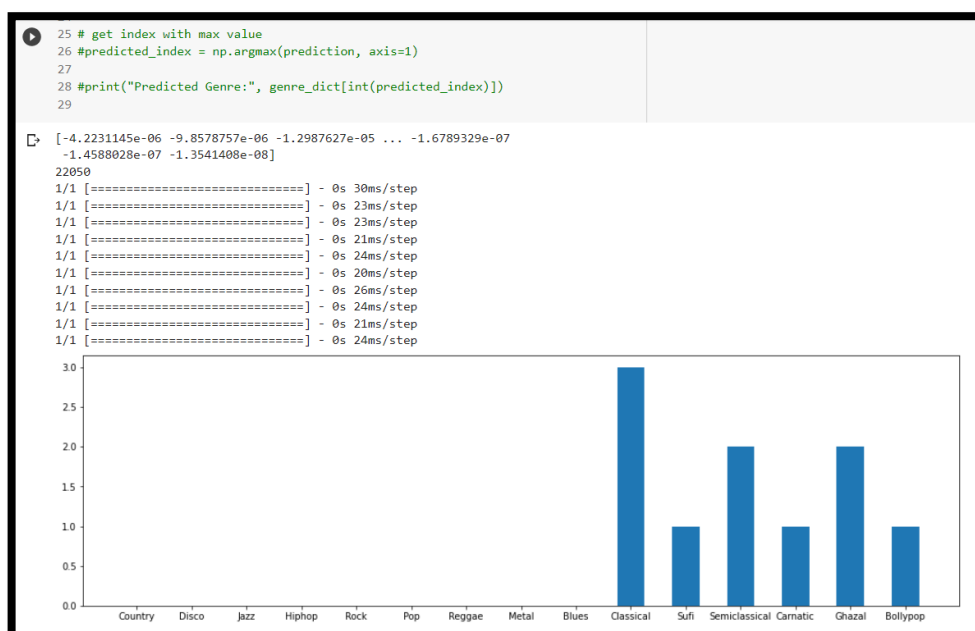 25 # get index with max value
26 #predicted_index = np.argmax(prediction, axis=1)
27
28 #print("Predicted Genre:", genre_dict[int(predicted_index)])
29
[-4.2231145e-06 -9.8578757e-06 -1.2987627e-05 ... -1.6789329e-07
-1.4588028e-07 -1.3541408e-08]
22050
1/1 [==============================] - 0s 30ms/step
1/1 [==============================] - 0s 23ms/step
1/1 [==============================] - 0s 23ms/step
1/1 [==============================] - 0s 21ms/step
1/1 [==============================] - 0s 24ms/step
1/1 [==============================] - 0s 20ms/step
1/1 [==============================] - 0s 26ms/step
1/1 [==============================] - 0s 24ms/step
1/1 [==============================] - 0s 21ms/step
1/1 [==============================] - 0s 24ms/step
3.0
2.5
2.0
1.5
1.0
0.5
0.0
Country Disco Jazz Hiphop Rock Pop Reggae Metal Blues Classical Sufi Semiclassical Carnatic Ghazal Bollypop